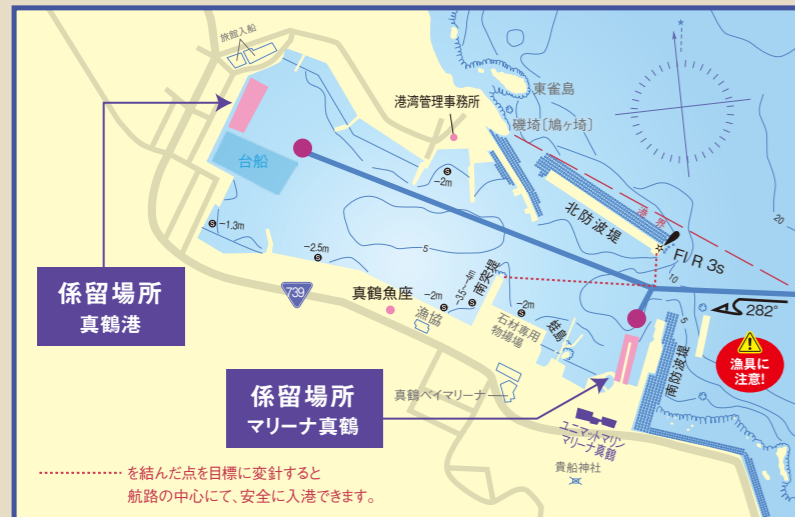 旅館入船
東雀島
港湾管理事務所
磯埼〔鳩ヶ埼〕
台船
-2m
北防波堤
港界
20
-1.3m
5
Fl/R 3s
10
-2.5m
係留場所
真鶴港
739
真鶴魚座
-2m
漁協
-3.5~-4m
南突堤
-2m
石材専用
物揚場
蛙島
5
282°
漁具に
注意!
南防波堤
係留場所
マリーナ真鶴
真鶴ベイマリーナ
ユニマットマリン
マリーナ真鶴
貴船神社
を結んだ点を目標に変針すると
航路の中心にて、安全に入港できます。